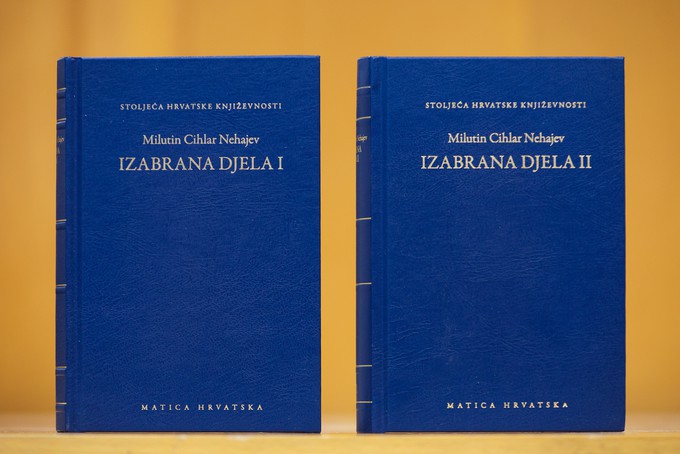 STOLJEĆA HRVATSKE KNJIŽEVNOSTI
Milutin Cihlar Nehajev
IZABRANA DJELA I
MATICA HRVATSKA
STOLJEĆA HRVATSKE KNJIŽEVNOSTI
Milutin Cihlar Nehajev
IZABRANA DJELA II
MATICA HRVATSKA